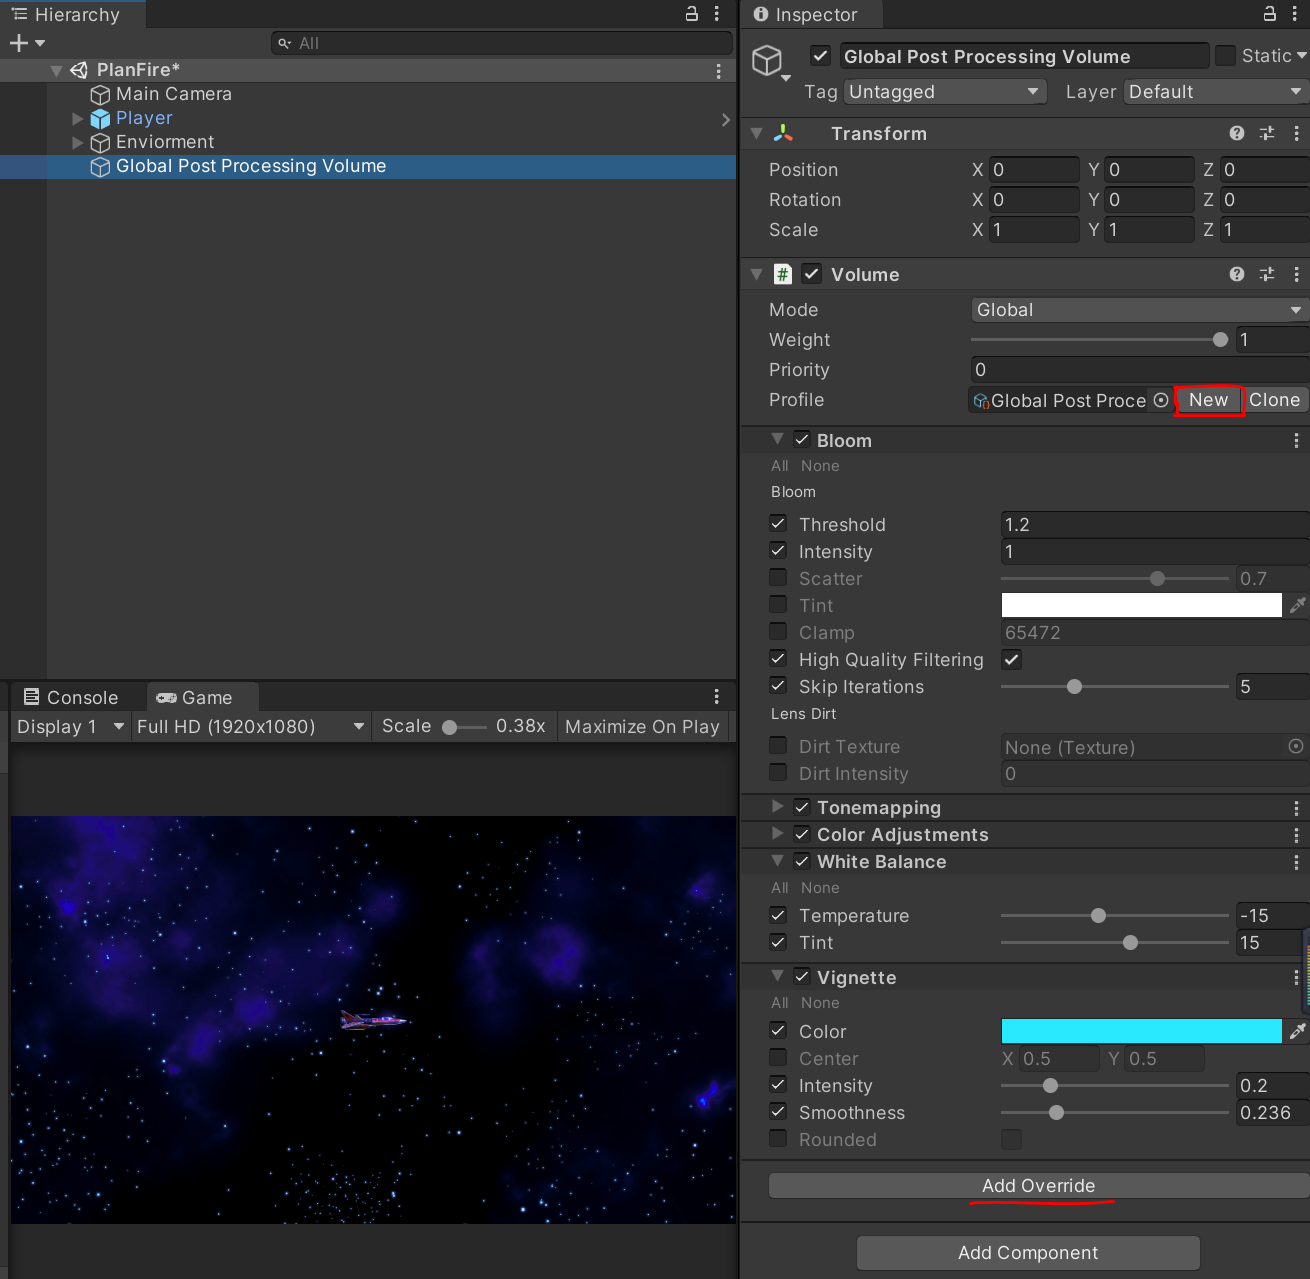 Hierarchy
All
PlanFire*
Main Camera
Player
Enviorment
Global Post Processing Volume
Console
Game
Display 1
Full HD (1920x1080)
Scale
0.38x
Maximize On Play
Inspector
Global Post Processing Volume
Static
Tag Untagged
Layer Default
Transform
Position X 0 Y 0 Z 0
Rotation X 0 Y 0 Z 0
Scale X 1 Y 1 Z 1
# Volume
Mode Global
Weight 1
Priority 0
Profile Global Post Proce New Clone
Bloom
All None
Bloom
Threshold 1.2
Intensity 1
Scatter 0.7
Tint
Clamp 65472
High Quality Filtering
Skip Iterations 5
Lens Dirt
Dirt Texture None (Texture)
Dirt Intensity 0
Tonemapping
Color Adjustments
White Balance
All None
Temperature -15
Tint 15
Vignette
All None
Color
Center X 0.5 Y 0.5
Intensity 0.2
Smoothness 0.236
Rounded
Add Override
Add Component